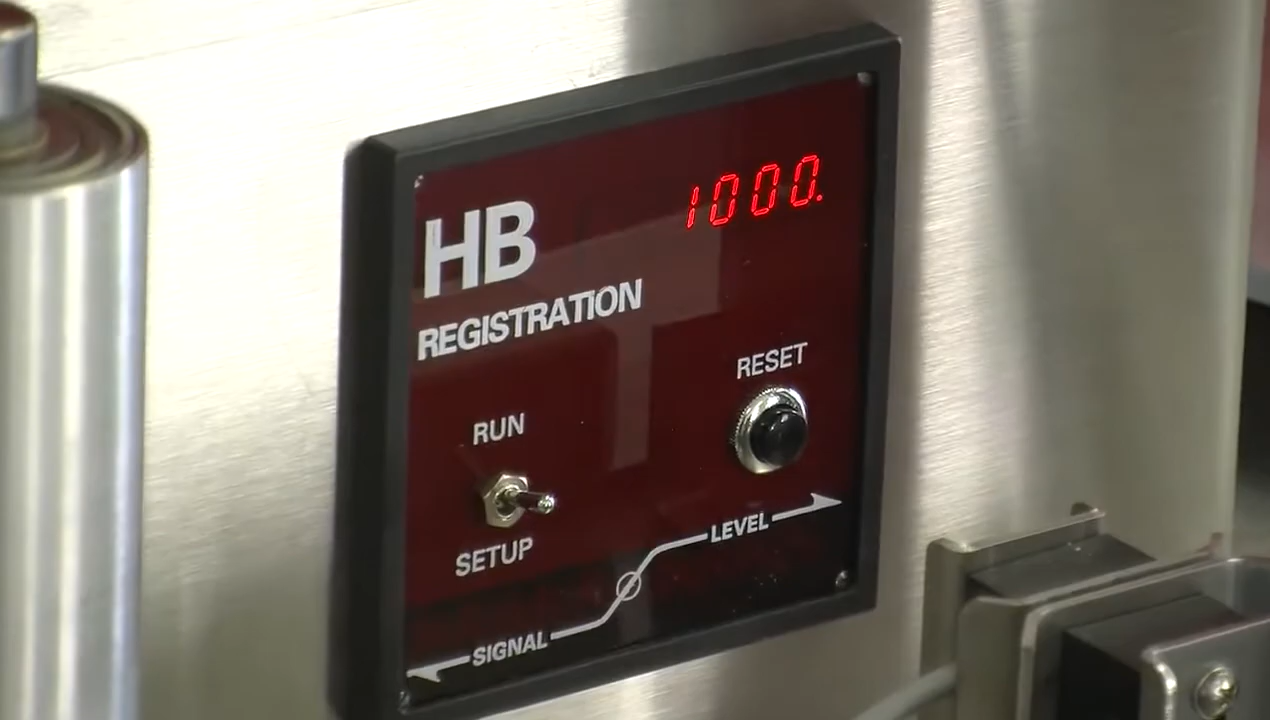 1000.
HB
REGISTRATION
RESET
RUN
SETUP
LEVEL
SIGNAL